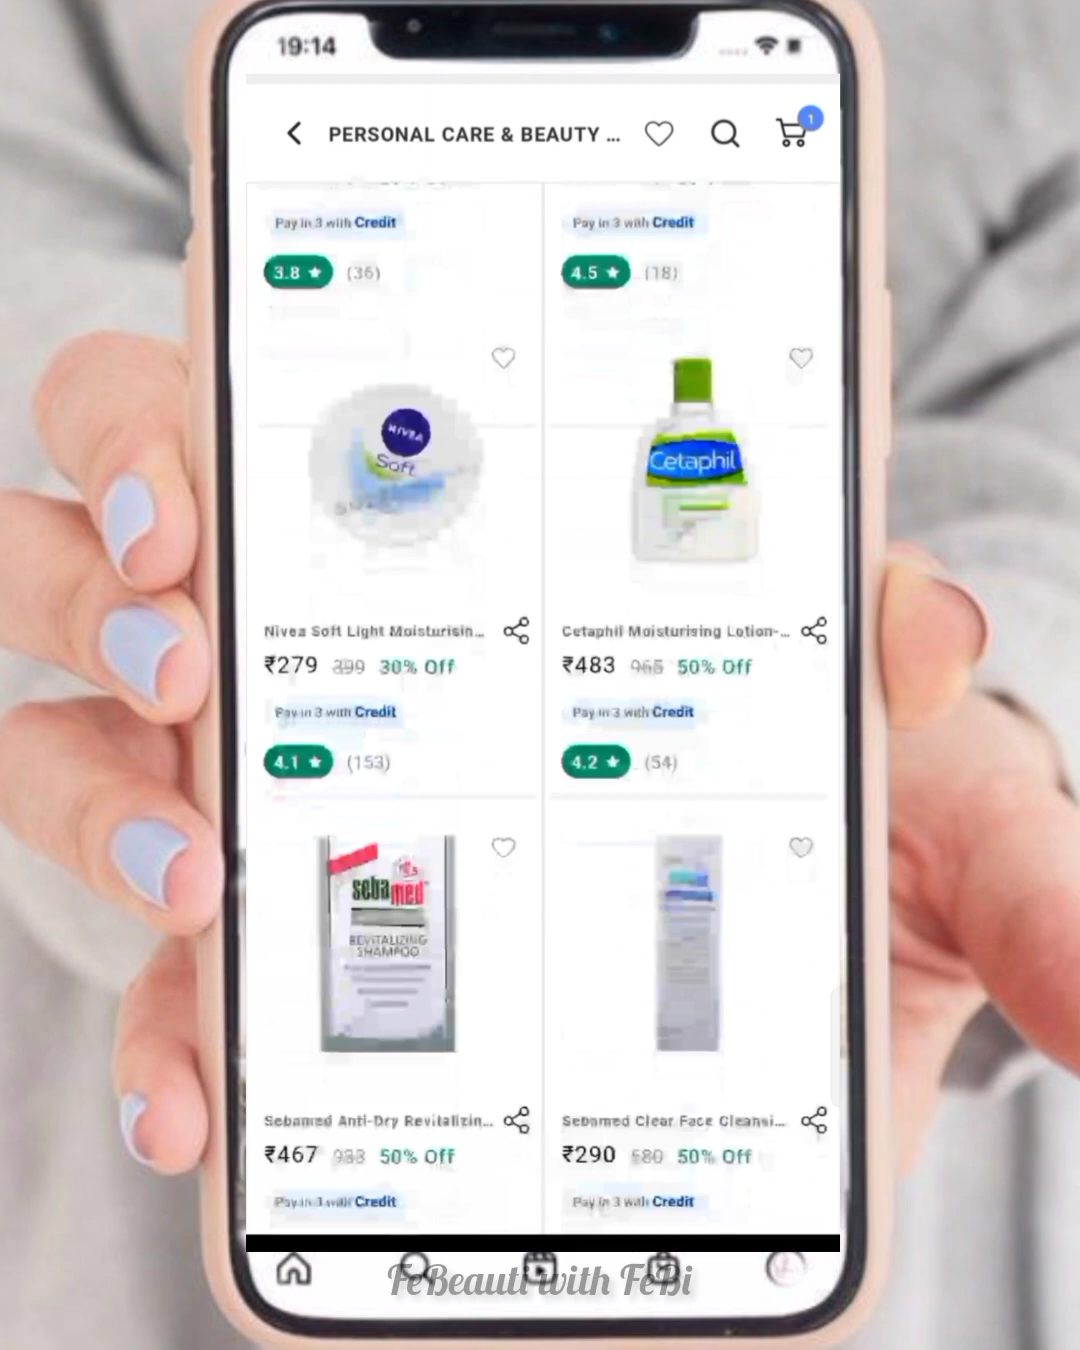 19:14
PERSONAL CARE & BEAUTY ...
1
Pay in 3 with Credit
Pay in 3 with Credit
3.8 ★ (36)
4.5 ★ (18)
NIVEA
Soft
Cetaphil
Nivea Soft Light Moisturisin...
Cetaphil Moisturising Lotion-...
₹279 399 30% Off
₹483 965 50% Off
Pay in 3 with Credit
Pay in 3 with Credit
4.1 ★ (153)
4.2 ★ (54)
sebamed
REVITALIZING
SHAMPOO
Sebamed Anti-Dry Revitalizin...
Sebamed Clear Face Cleansi...
₹467 933 50% Off
₹290 580 50% Off
Pay in 3 with Credit
Pay in 3 with Credit
FeBeauti with FeBi